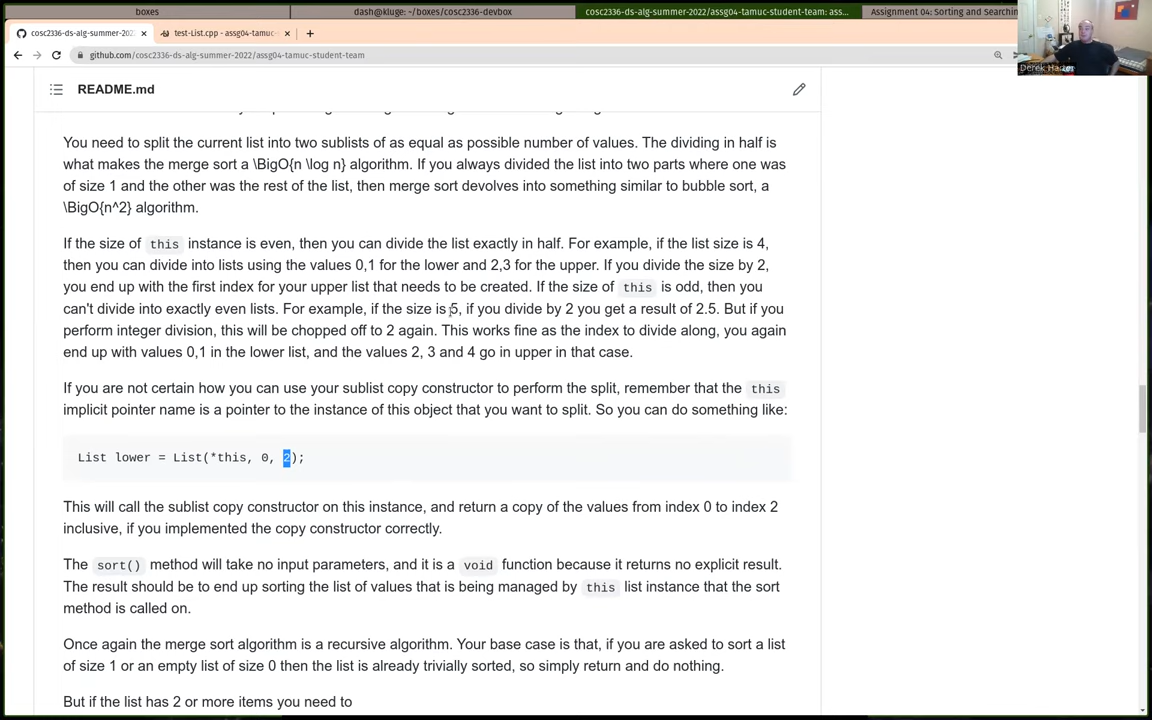 boxes
dash@kluge: ~/boxes/cosc2336-devbox
cosc2336-ds-alg-summer-2022/assg04-tamuc-student-team: ass...
Assignment 04: Sorting and Searchin
cosc2336-ds-alg-summer-202
test-List.cpp - assg04-tamuc-
github.com/cosc2336-ds-alg-summer-2022/assg04-tamuc-student-team
Derek
README.md
You need to split the current list into two sublists of as equal as possible number of values. The dividing in half is
what makes the merge sort a \BigO{n \log n} algorithm. If you always divided the list into two parts where one was
of size 1 and the other was the rest of the list, then merge sort devolves into something similar to bubble sort, a
\BigO{n^2} algorithm.
If the size of this instance is even, then you can divide the list exactly in half. For example, if the list size is 4,
then you can divide into lists using the values 0,1 for the lower and 2,3 for the upper. If you divide the size by 2,
you end up with the first index for your upper list that needs to be created. If the size of this is odd, then you
can't divide into exactly even lists. For example, if the size is 5, if you divide by 2 you get a result of 2.5. But if you
perform integer division, this will be chopped off to 2 again. This works fine as the index to divide along, you again
end up with values 0,1 in the lower list, and the values 2, 3 and 4 go in upper in that case.
If you are not certain how you can use your sublist copy constructor to perform the split, remember that the this
implicit pointer name is a pointer to the instance of this object that you want to split. So you can do something like:
List lower = List(*this, 0, 2);
This will call the sublist copy constructor on this instance, and return a copy of the values from index 0 to index 2
inclusive, if you implemented the copy constructor correctly.
The sort() method will take no input parameters, and it is a void function because it returns no explicit result.
The result should be to end up sorting the list of values that is being managed by this list instance that the sort
method is called on.
Once again the merge sort algorithm is a recursive algorithm. Your base case is that, if you are asked to sort a list
of size 1 or an empty list of size 0 then the list is already trivially sorted, so simply return and do nothing.
But if the list has 2 or more items you need to